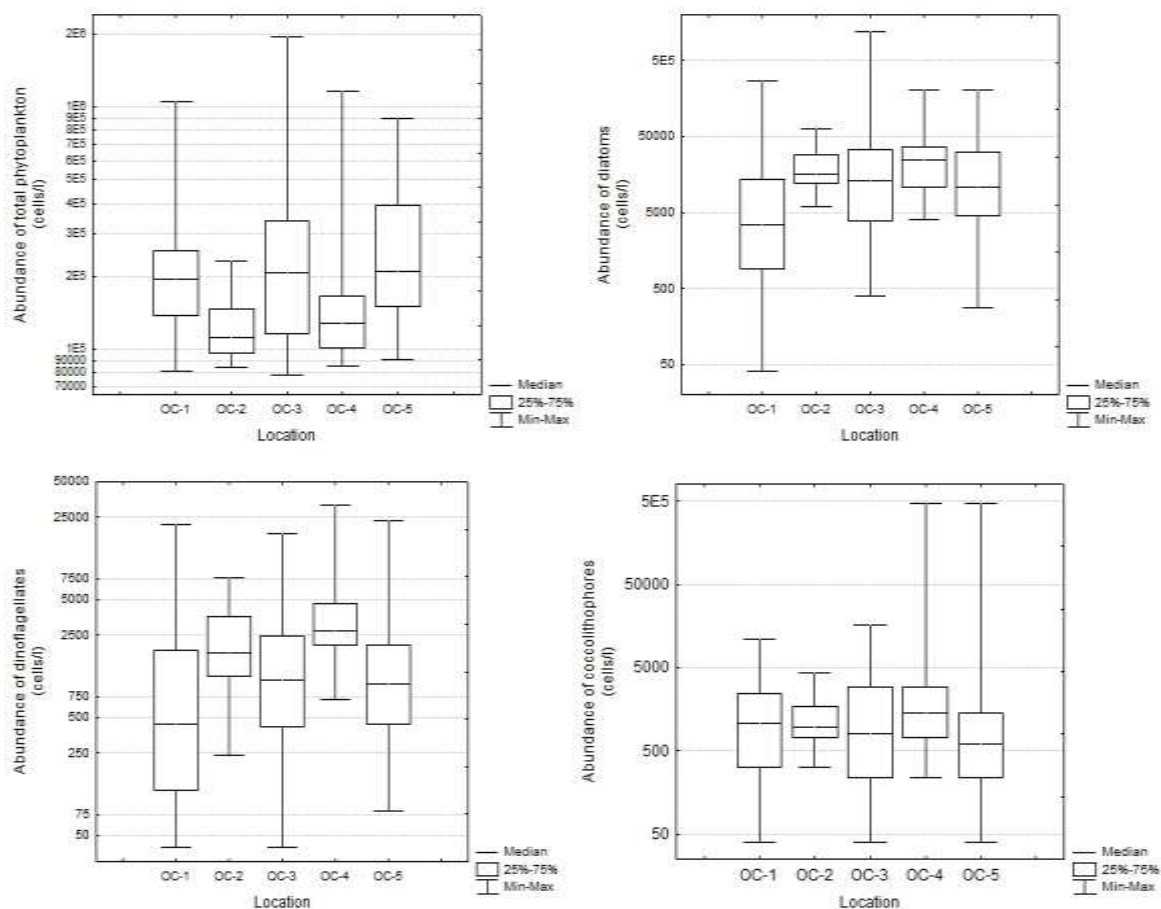 Abundance of total phytoplankton
(cells/l)
2E6
1E6
9E5
8E5
7E5
6E5
5E5
4E5
3E5
2E5
1E5
90000
80000
70000
OC-1 OC-2 OC-3 OC-4 OC-5
Location
Median
25%-75%
Min-Max
Abundance of diatoms
(cells/l)
5E5
50000
5000
500
50
OC-1 OC-2 OC-3 OC-4 OC-5
Location
Median
25%-75%
Min-Max
Abundance of dinoflagellates
(cells/l)
50000
25000
7500
5000
2500
750
500
250
75
50
OC-1 OC-2 OC-3 OC-4 OC-5
Location
Median
25%-75%
Min-Max
Abundance of coccolithophores
(cells/l)
5E5
50000
5000
500
50
OC-1 OC-2 OC-3 OC-4 OC-5
Location
Median
25%-75%
Min-Max